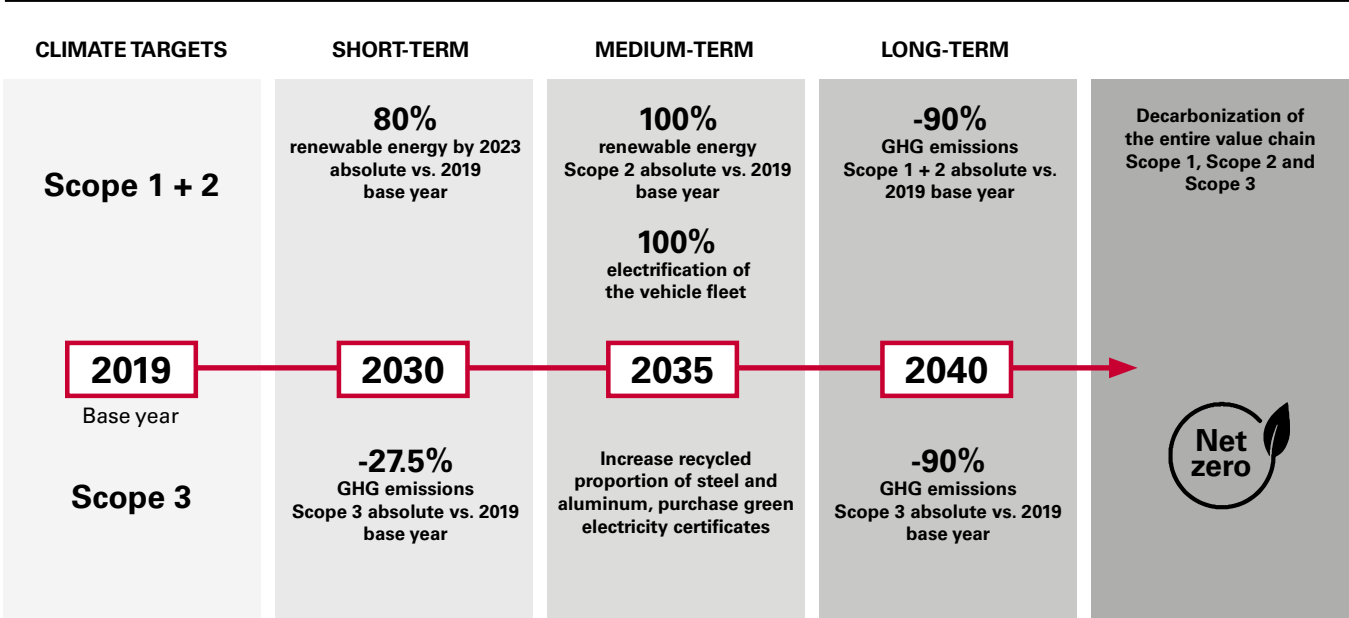 CLIMATE TARGETS
SHORT-TERM
MEDIUM-TERM
LONG-TERM
Scope 1 + 2
80%
renewable energy by 2023
absolute vs. 2019
base year
100%
renewable energy
Scope 2 absolute vs. 2019
base year
100%
electrification of
the vehicle fleet
-90%
GHG emissions
Scope 1 + 2 absolute vs.
2019 base year
Decarbonization of
the entire value chain
Scope 1, Scope 2 and
Scope 3
2019
Base year
2030
2035
2040
Scope 3
-27.5%
GHG emissions
Scope 3 absolute vs. 2019
base year
Increase recycled
proportion of steel and
aluminum, purchase green
electricity certificates
-90%
GHG emissions
Scope 3 absolute vs. 2019
base year
Net
zero